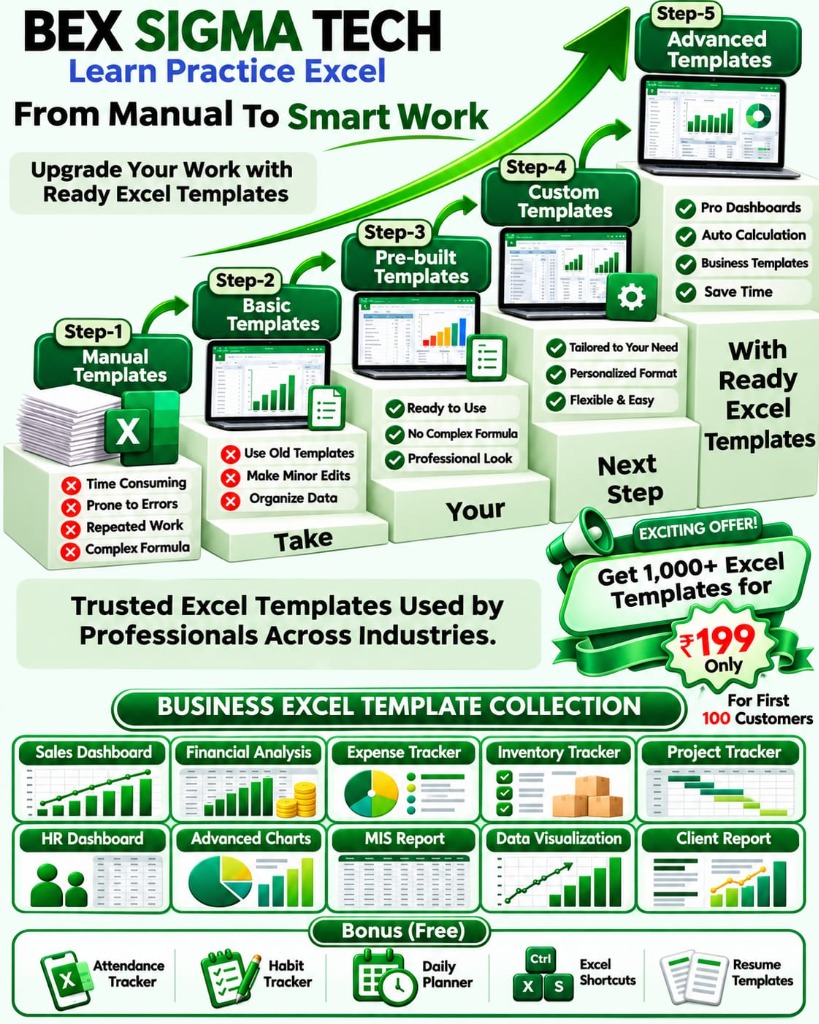 BEX SIGMA TECH
Learn Practice Excel
From Manual To Smart Work
Upgrade Your Work with
Ready Excel Templates
Step-1
Manual
Templates
X
Time Consuming
Prone to Errors
Repeated Work
Complex Formula
Step-2
Basic
Templates
Use Old Templates
Make Minor Edits
Organize Data
Take
Step-3
Pre-built
Templates
Ready to Use
No Complex Formula
Professional Look
Your
Step-4
Custom
Templates
Tailored to Your Need
Personalized Format
Flexible & Easy
Next
Step
Step-5
Advanced
Templates
Pro Dashboards
Auto Calculation
Business Templates
Save Time
With
Ready
Excel
Templates
Trusted Excel Templates Used by
Professionals Across Industries.
EXCITING OFFER!
Get 1,000+ Excel
Templates for
₹199
Only
For First
100 Customers
BUSINESS EXCEL TEMPLATE COLLECTION
Sales Dashboard
Financial Analysis
Expense Tracker
Inventory Tracker
Project Tracker
HR Dashboard
Advanced Charts
MIS Report
Data Visualization
Client Report
Bonus (Free)
X
Attendance
Tracker
Habit
Tracker
Daily
Planner
Ctrl
X S
Excel
Shortcuts
Resume
Templates